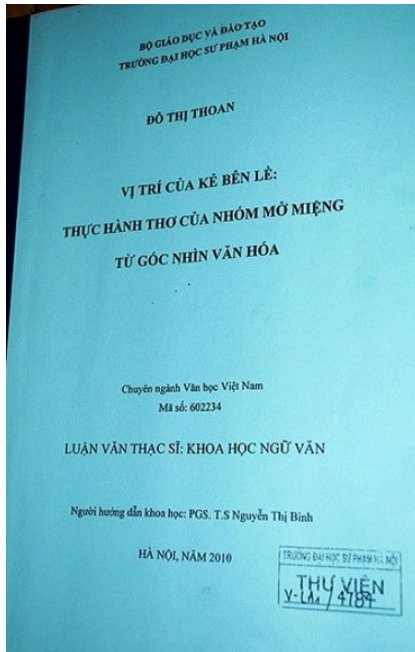 BỘ GIÁO DỤC VÀ ĐÀO TẠO
TRƯỜNG ĐẠI HỌC SƯ PHẠM HÀ NỘI
ĐỖ THỊ THOAN
VỊ TRÍ CỦA KẺ BÊN LỀ:
THỰC HÀNH THƠ CỦA NHÓM MỞ MIỆNG
TỪ GÓC NHÌN VĂN HÓA
Chuyên ngành Văn học Việt Nam
Mã số: 602234
LUẬN VĂN THẠC SĨ: KHOA HỌC NGỮ VĂN
Người hướng dẫn khoa học: PGS. T.S Nguyễn Thị Bình
HÀ NỘI, NĂM 2010
TRƯỜNG ĐẠI HỌC SƯ PHẠM HÀ NỘI
THƯ VIỆN
V-LA4/4784